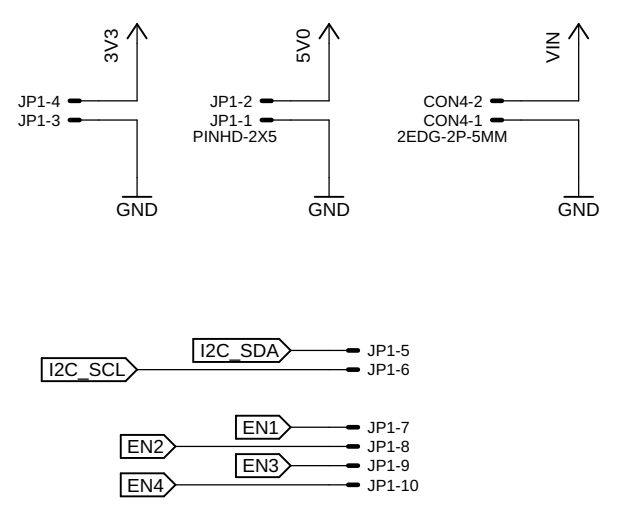 3V3
5V0
VIN
JP1-4
JP1-3
JP1-2
JP1-1
PINHD-2X5
CON4-2
CON4-1
2EDG-2P-5MM
GND
GND
GND
I2C_SDA
JP1-5
I2C_SCL
JP1-6
EN1
JP1-7
EN2
JP1-8
EN3
JP1-9
EN4
JP1-10